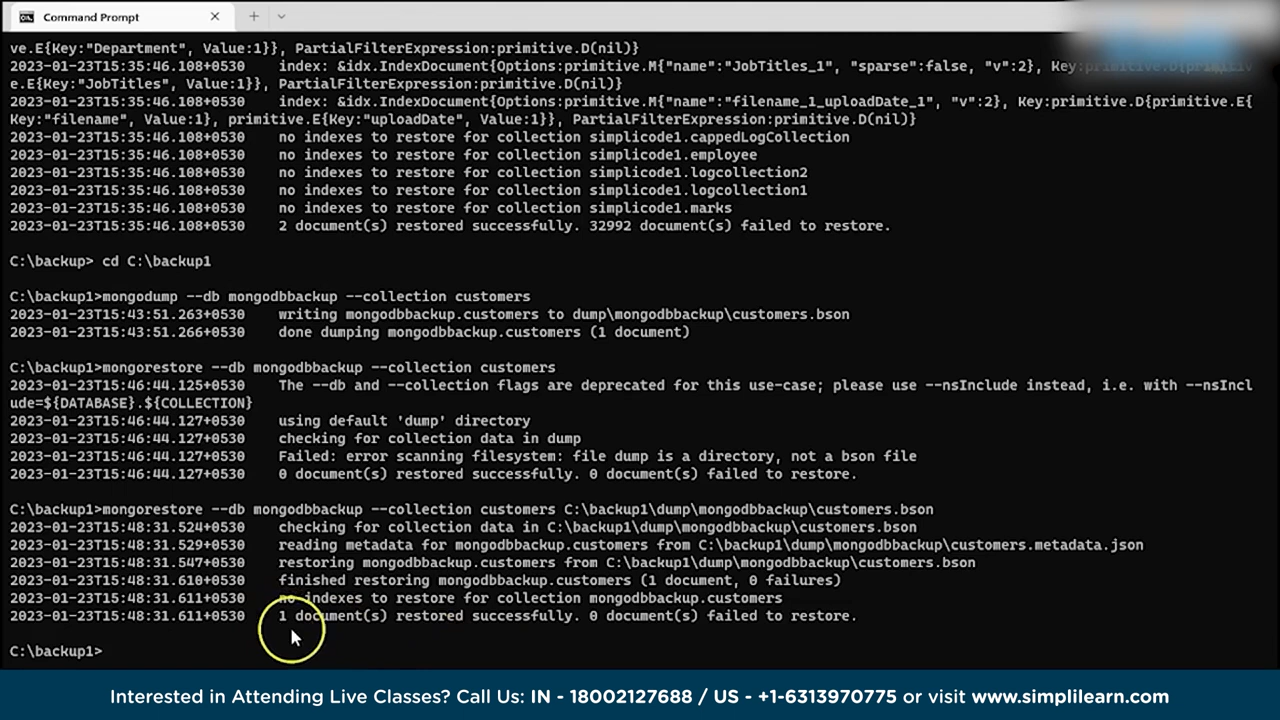 Command Prompt
ve.E{Key:"Department", Value:1}}, PartialFilterExpression:primitive.D(nil)}
2023-01-23T15:35:46.108+0530 index: &idx.IndexDocument{Options:primitive.M{"name":"JobTitles_1", "sparse":false, "v":2}, Key:primitive.D{primitiv
e.E{Key:"JobTitles", Value:1}}, PartialFilterExpression:primitive.D(nil)}
2023-01-23T15:35:46.108+0530 index: &idx.IndexDocument{Options:primitive.M{"name":"filename_1_uploadDate_1", "v":2}, Key:primitive.D{primitive.E{
Key:"filename", Value:1}, primitive.E{Key:"uploadDate", Value:1}}, PartialFilterExpression:primitive.D(nil)}
2023-01-23T15:35:46.108+0530 no indexes to restore for collection simplicode1.cappedLogCollection
2023-01-23T15:35:46.108+0530 no indexes to restore for collection simplicode1.employee
2023-01-23T15:35:46.108+0530 no indexes to restore for collection simplicode1.logcollection2
2023-01-23T15:35:46.108+0530 no indexes to restore for collection simplicode1.logcollection1
2023-01-23T15:35:46.108+0530 no indexes to restore for collection simplicode1.marks
2023-01-23T15:35:46.108+0530 2 document(s) restored successfully. 32992 document(s) failed to restore.
C:\backup> cd C:\backup1
C:\backup1>mongodump --db mongodbbackup --collection customers
2023-01-23T15:43:51.263+0530 writing mongodbbackup.customers to dump\mongodbbackup\customers.bson
2023-01-23T15:43:51.266+0530 done dumping mongodbbackup.customers (1 document)
C:\backup1>mongorestore --db mongodbbackup --collection customers
2023-01-23T15:46:44.125+0530 The --db and --collection flags are deprecated for this use-case; please use --nsInclude instead, i.e. with --nsIncl
ude=${DATABASE}.${COLLECTION}
2023-01-23T15:46:44.127+0530 using default 'dump' directory
2023-01-23T15:46:44.127+0530 checking for collection data in dump
2023-01-23T15:46:44.127+0530 Failed: error scanning filesystem: file dump is a directory, not a bson file
2023-01-23T15:46:44.127+0530 0 document(s) restored successfully. 0 document(s) failed to restore.
C:\backup1>mongorestore --db mongodbbackup --collection customers C:\backup1\dump\mongodbbackup\customers.bson
2023-01-23T15:48:31.524+0530 checking for collection data in C:\backup1\dump\mongodbbackup\customers.bson
2023-01-23T15:48:31.529+0530 reading metadata for mongodbbackup.customers from C:\backup1\dump\mongodbbackup\customers.metadata.json
2023-01-23T15:48:31.547+0530 restoring mongodbbackup.customers from C:\backup1\dump\mongodbbackup\customers.bson
2023-01-23T15:48:31.610+0530 finished restoring mongodbbackup.customers (1 document, 0 failures)
2023-01-23T15:48:31.611+0530 no indexes to restore for collection mongodbbackup.customers
2023-01-23T15:48:31.611+0530 1 document(s) restored successfully. 0 document(s) failed to restore.
C:\backup1>
Interested in Attending Live Classes? Call Us: IN - 18002127688 / US - +1-6313970775 or visit www.simplilearn.com